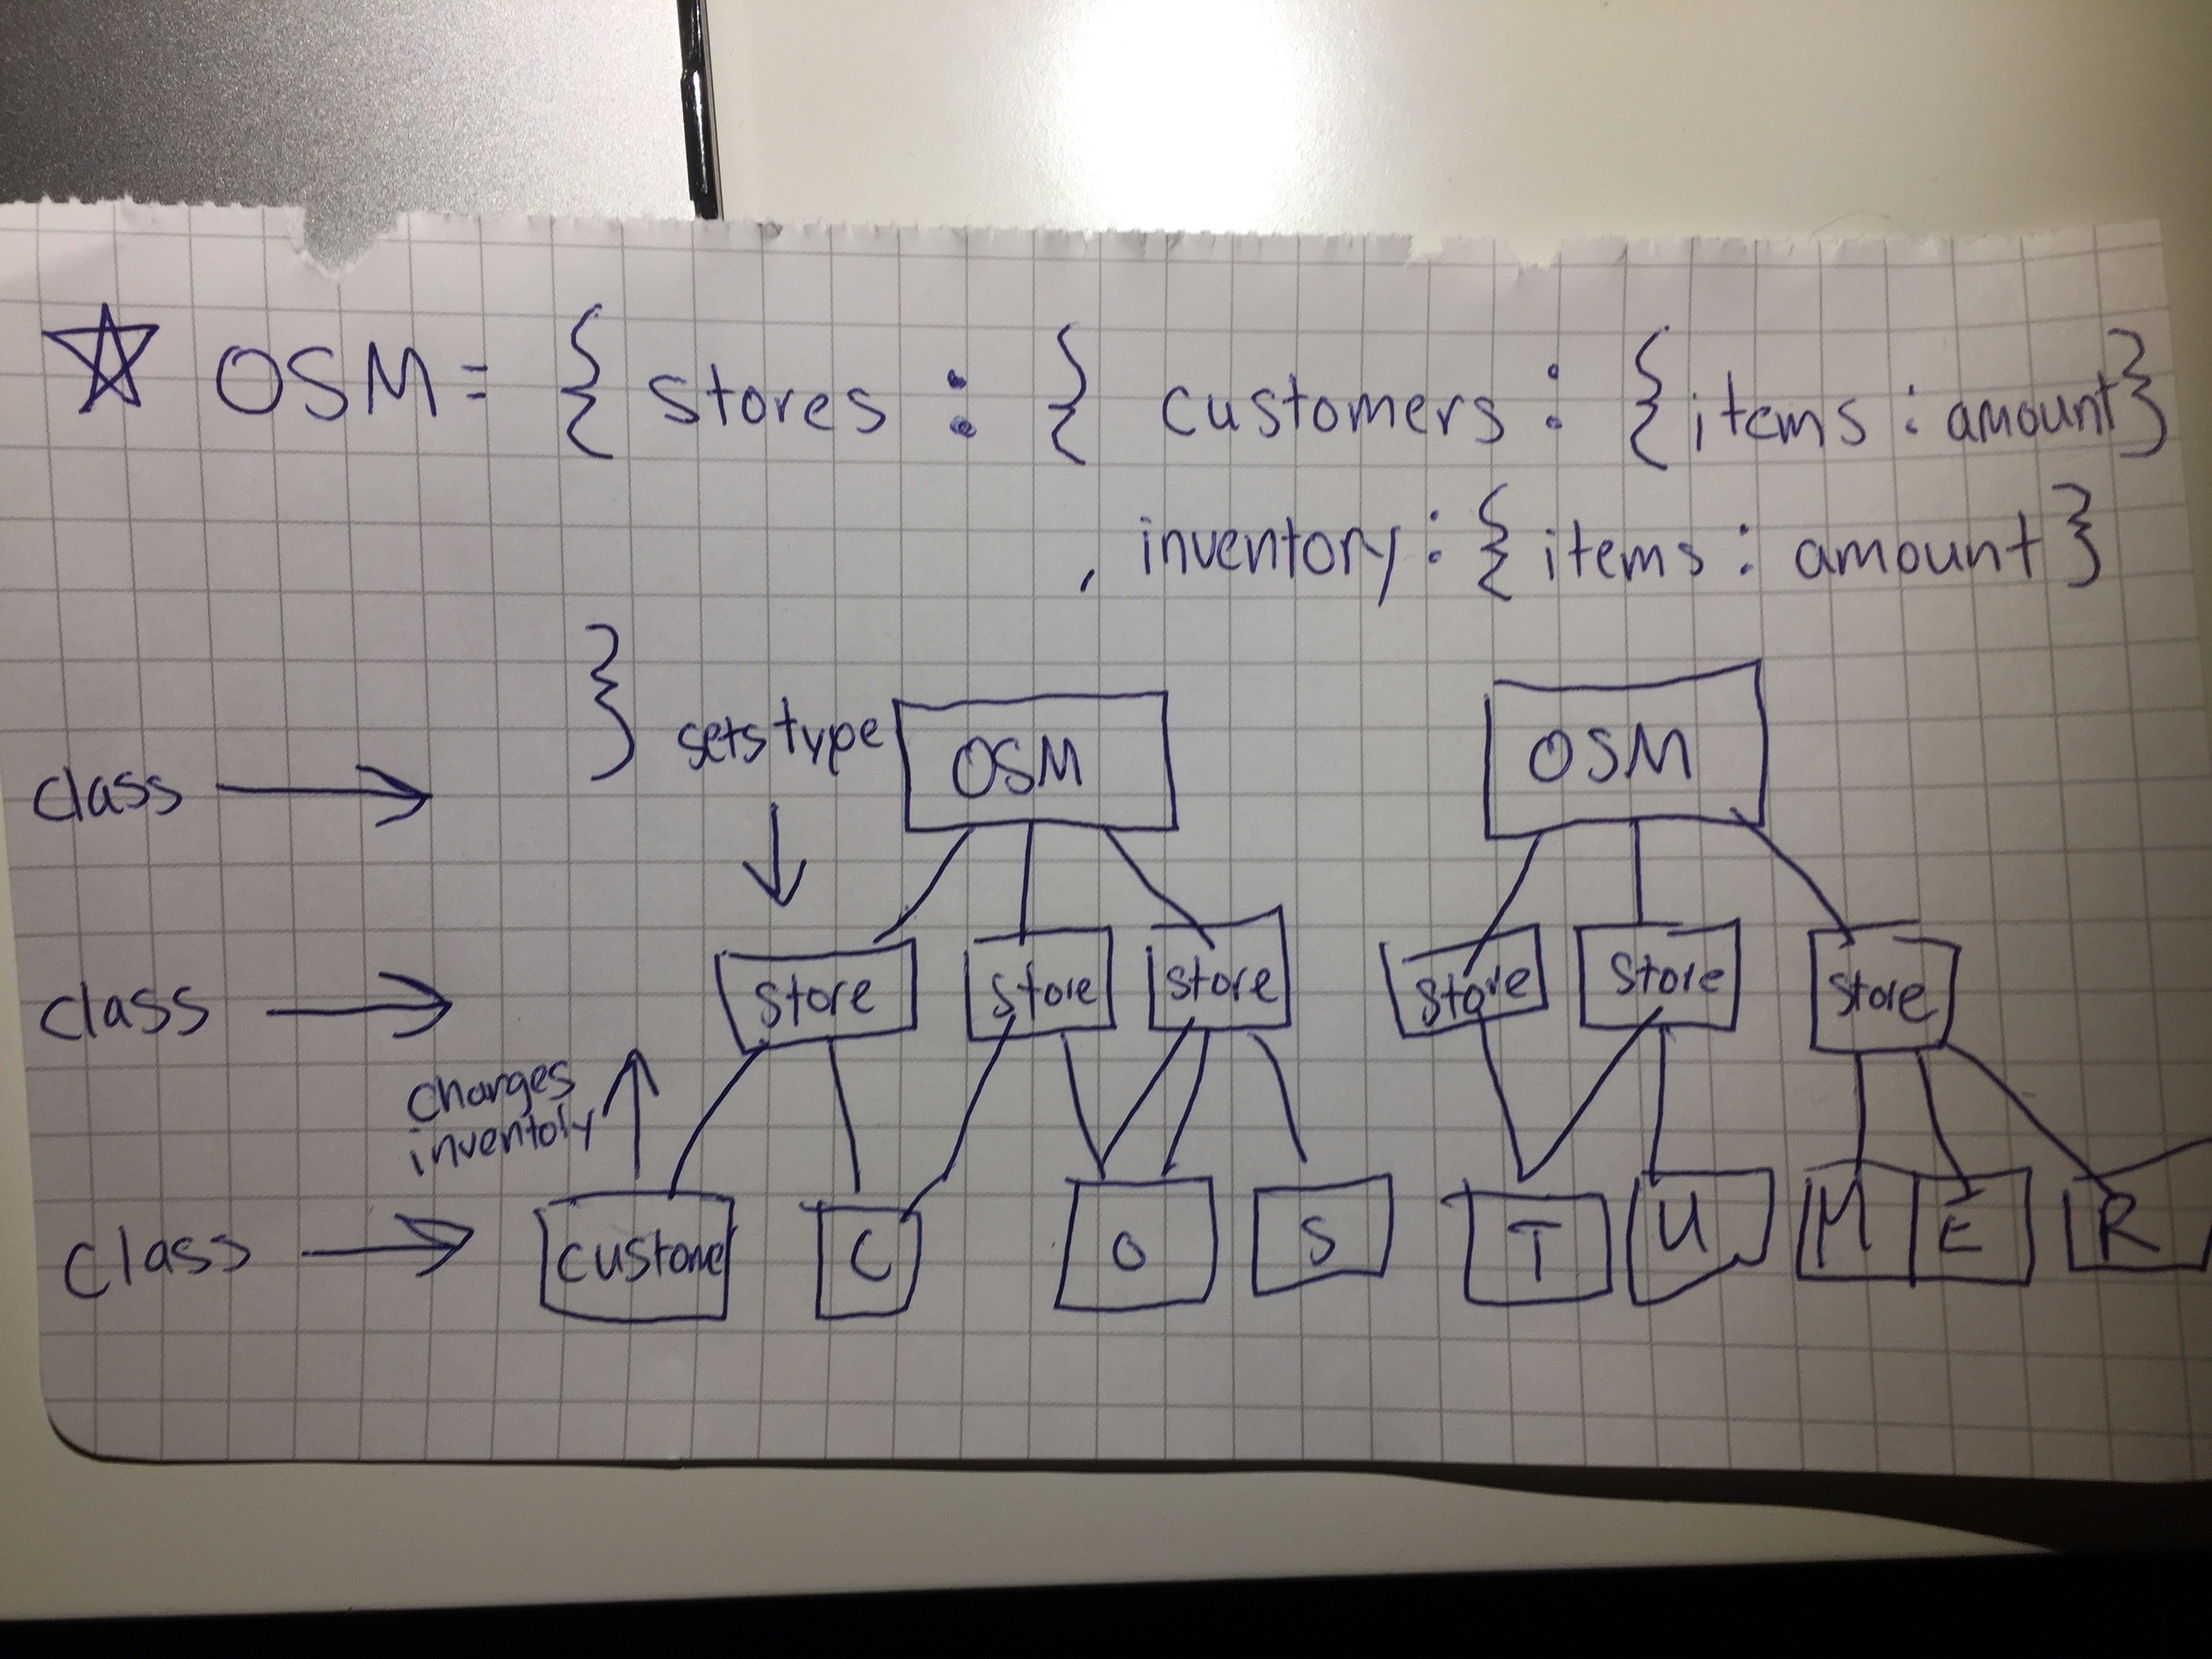 ☆ OSM = { stores : { customers : {items : amount}
, inventory : { items : amount }
}
sets type
OSM
OSM
class →
class →
store
store
store
store
store
store
changes
inventory
class →
custome
C
O
S
T
U
M
E
R